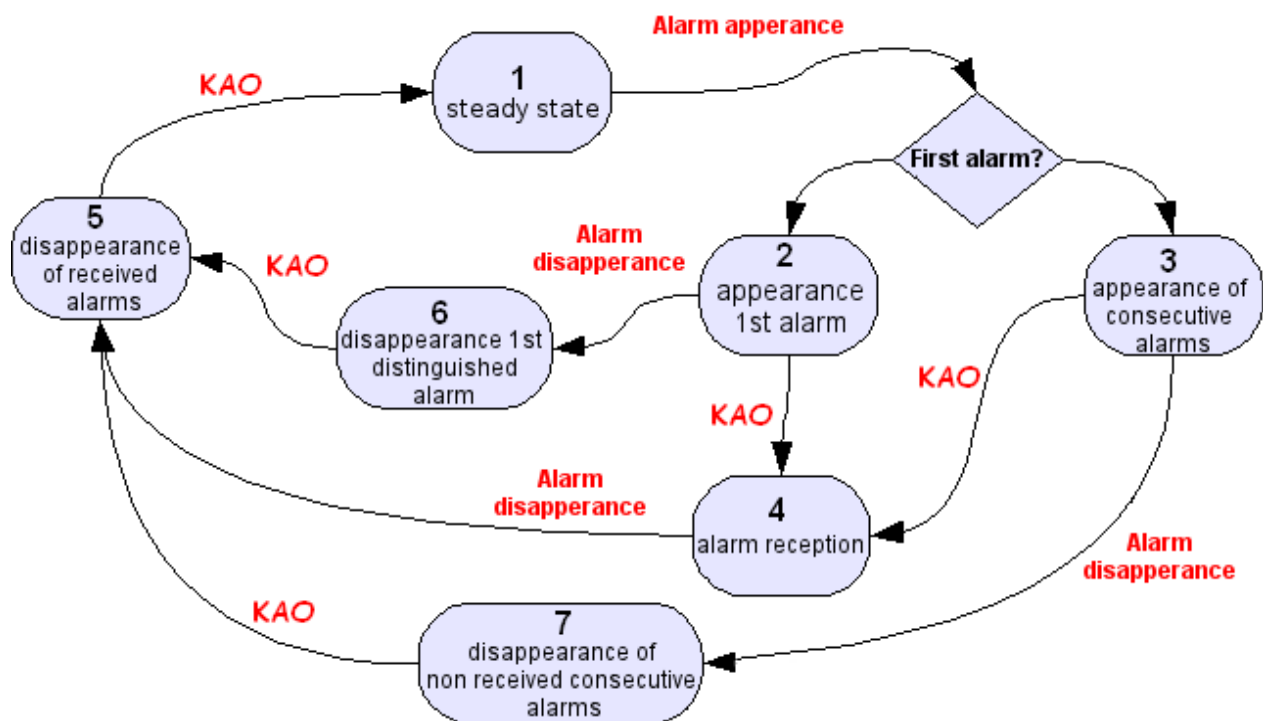 Alarm apperance
KAO
1
steady state
First alarm?
5
disappearance
of received
alarms
KAO
Alarm
disapperance
2
appearance
1st alarm
3
appearance of
consecutive
alarms
6
disappearance 1st
distinguished
alarm
KAO
KAO
4
alarm reception
Alarm
disapperance
Alarm
disapperance
KAO
7
disappearance of
non received consecutive
alarms